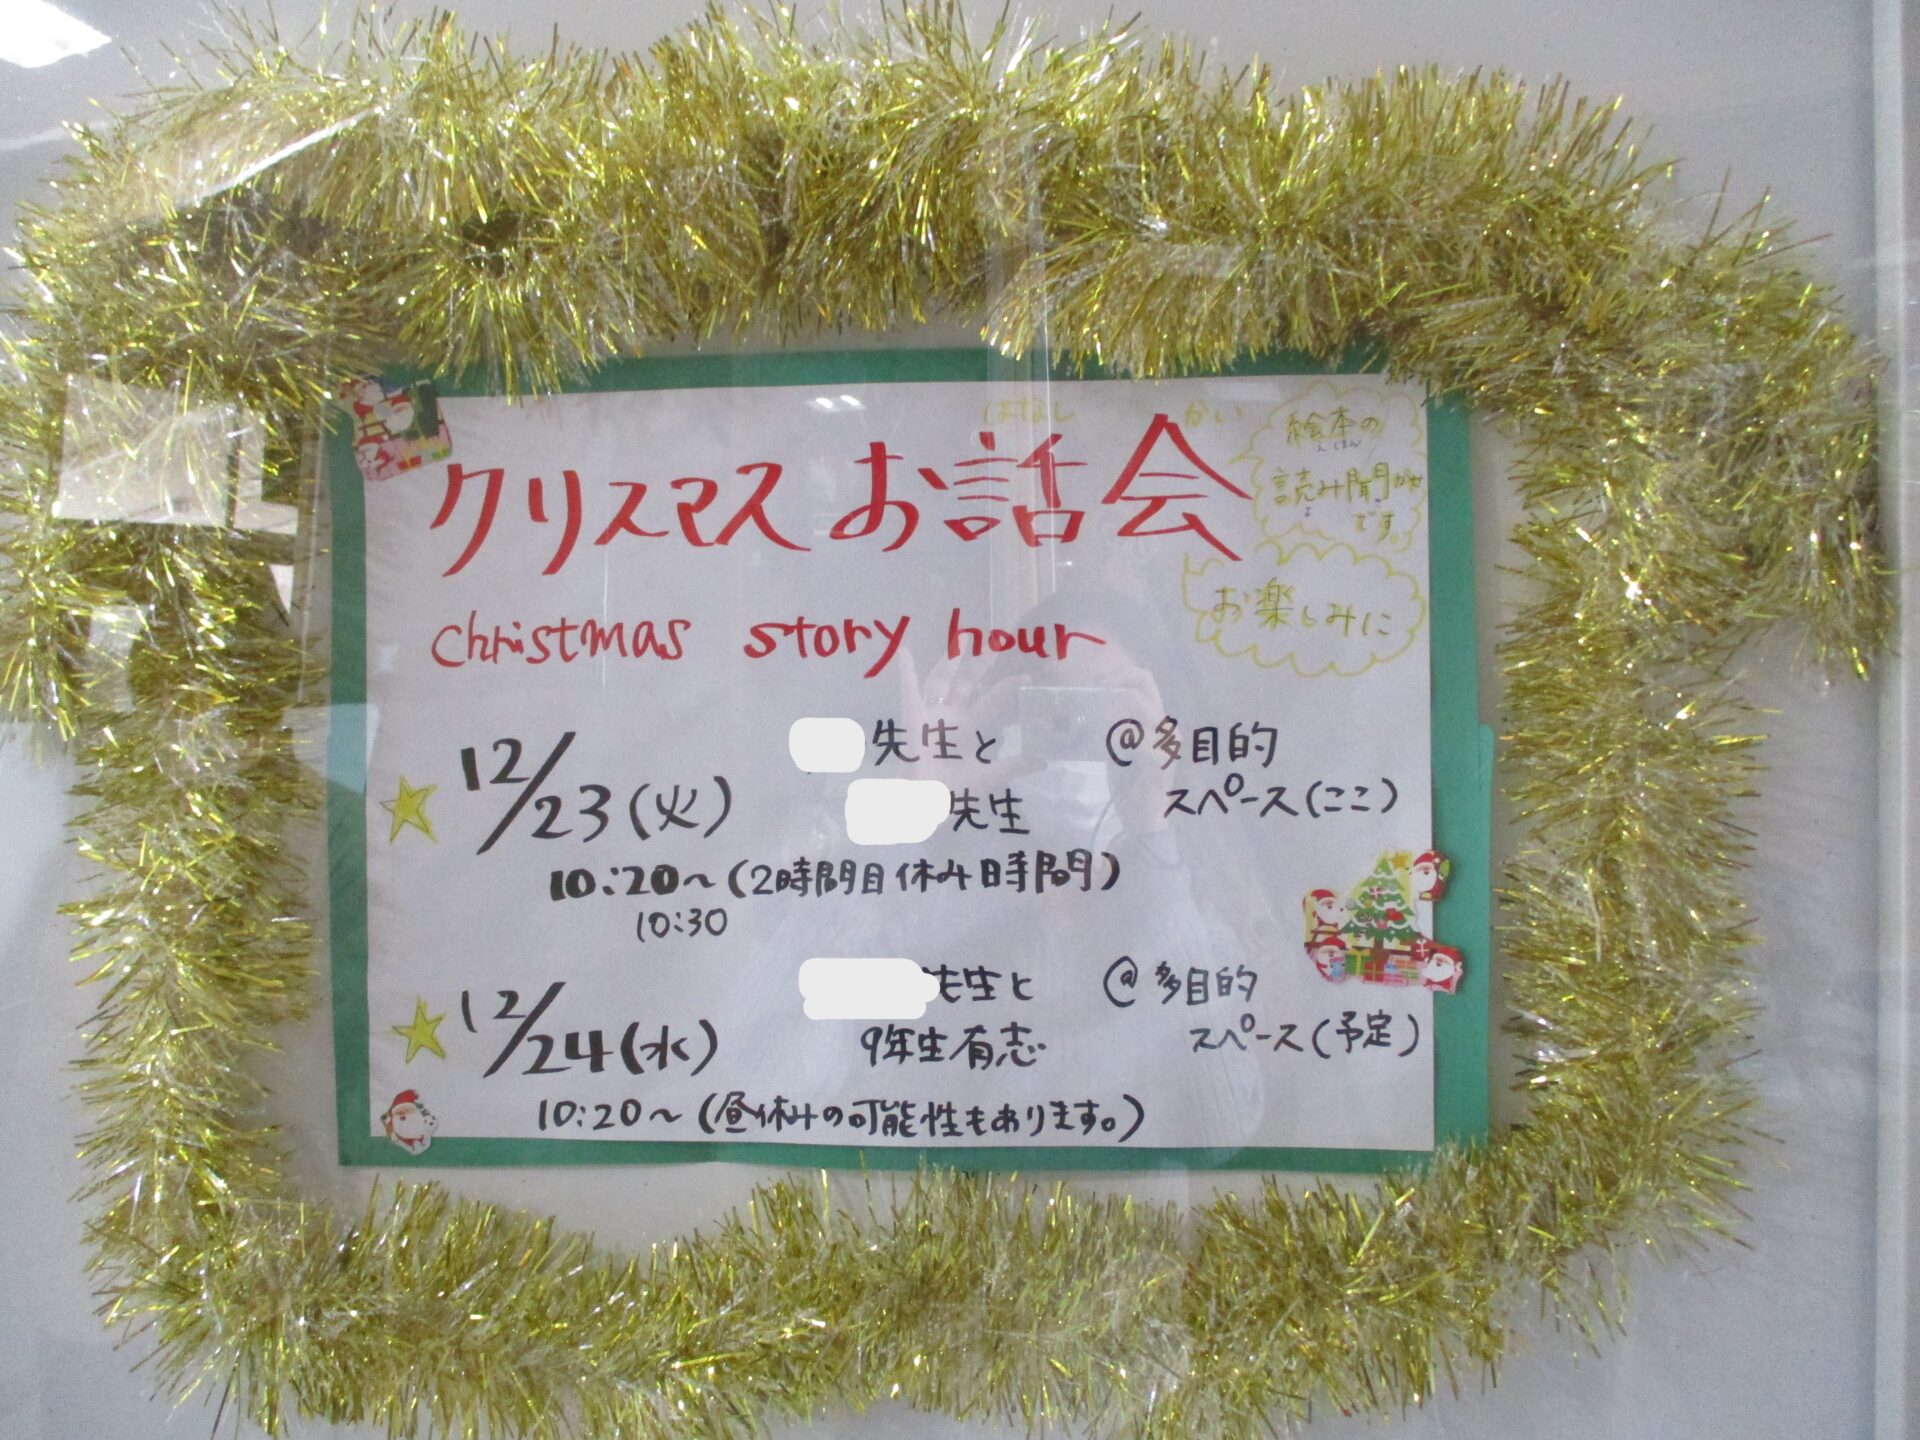 はなし かい
クリスマスお話会
christmas story hour
絵本の
えほん
読み聞かせ
よ き
です。
お楽しみに
12/23(火) 先生と @多目的
先生 スペース(ここ)
10:20～(2時間目休み時間)
10:30
12/24(水) 先生と @多目的
9年生有志 スペース(予定)
10:20～(昼休みの可能性もあります。)